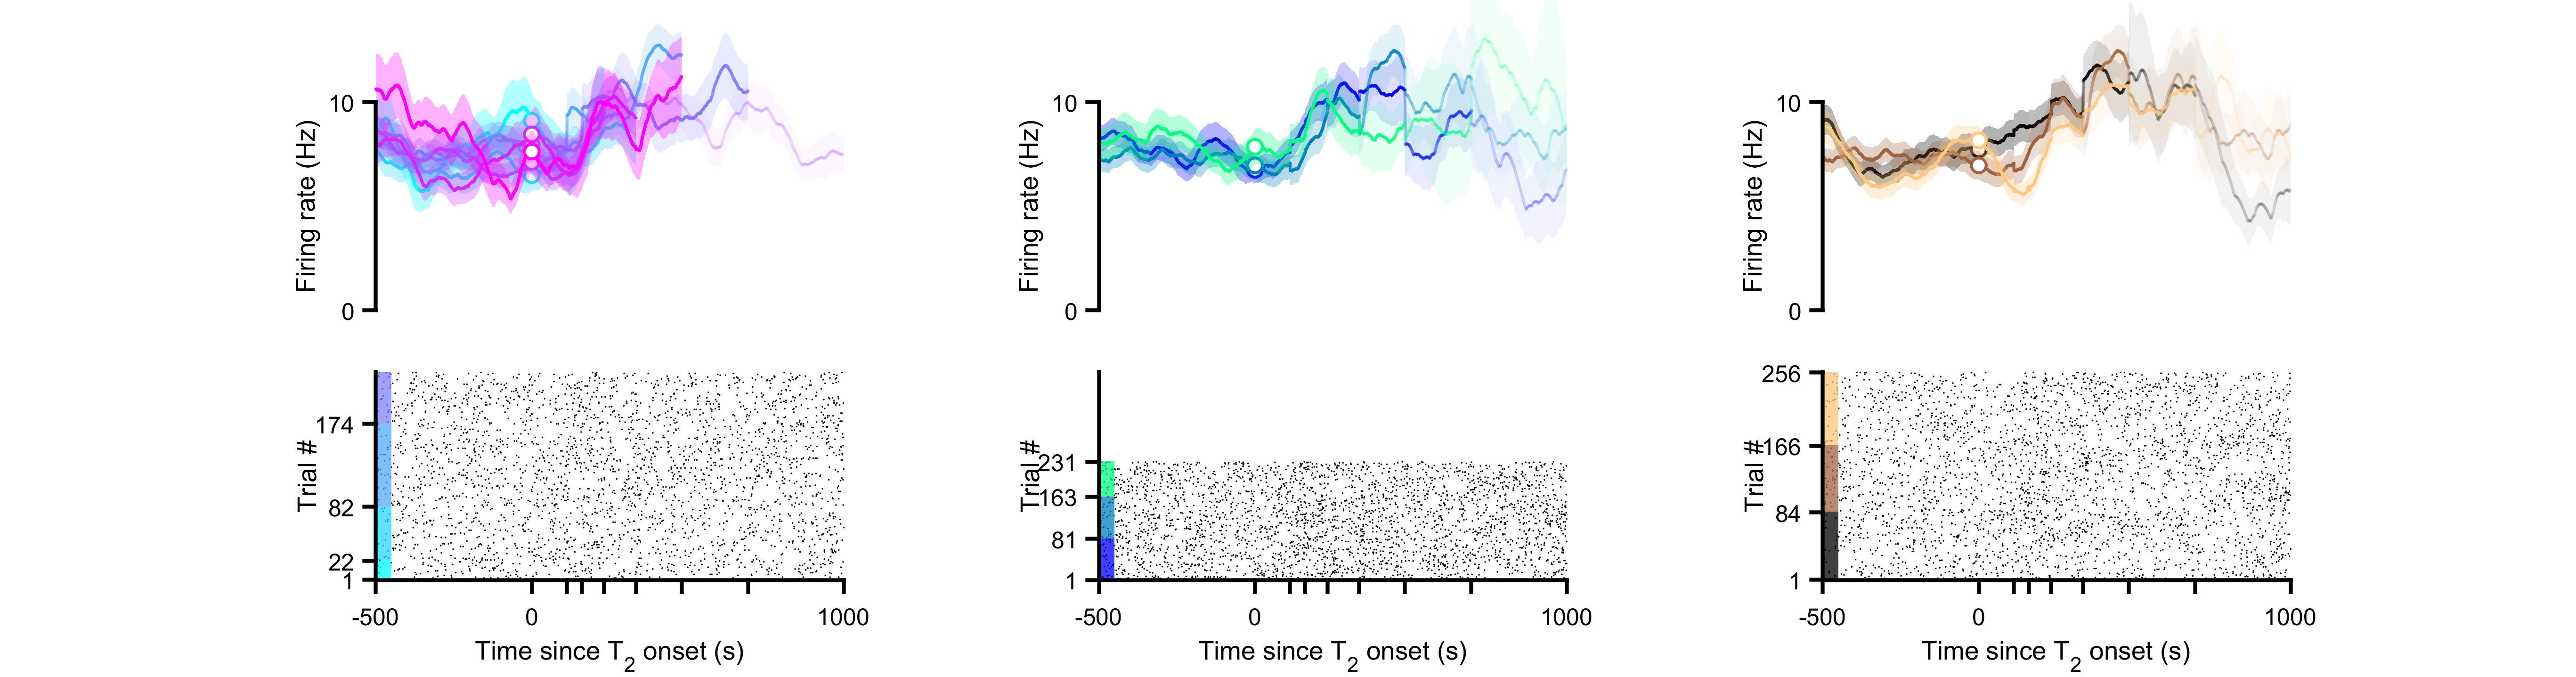 10
0
Firing rate (Hz)
174
82
22
1
Trial #
-500 0 1000
Time since T2 onset (s)
10
0
Firing rate (Hz)
231
163
81
1
Trial #
-500 0 1000
Time since T2 onset (s)
10
0
Firing rate (Hz)
256
166
84
1
Trial #
-500 0 1000
Time since T2 onset (s)